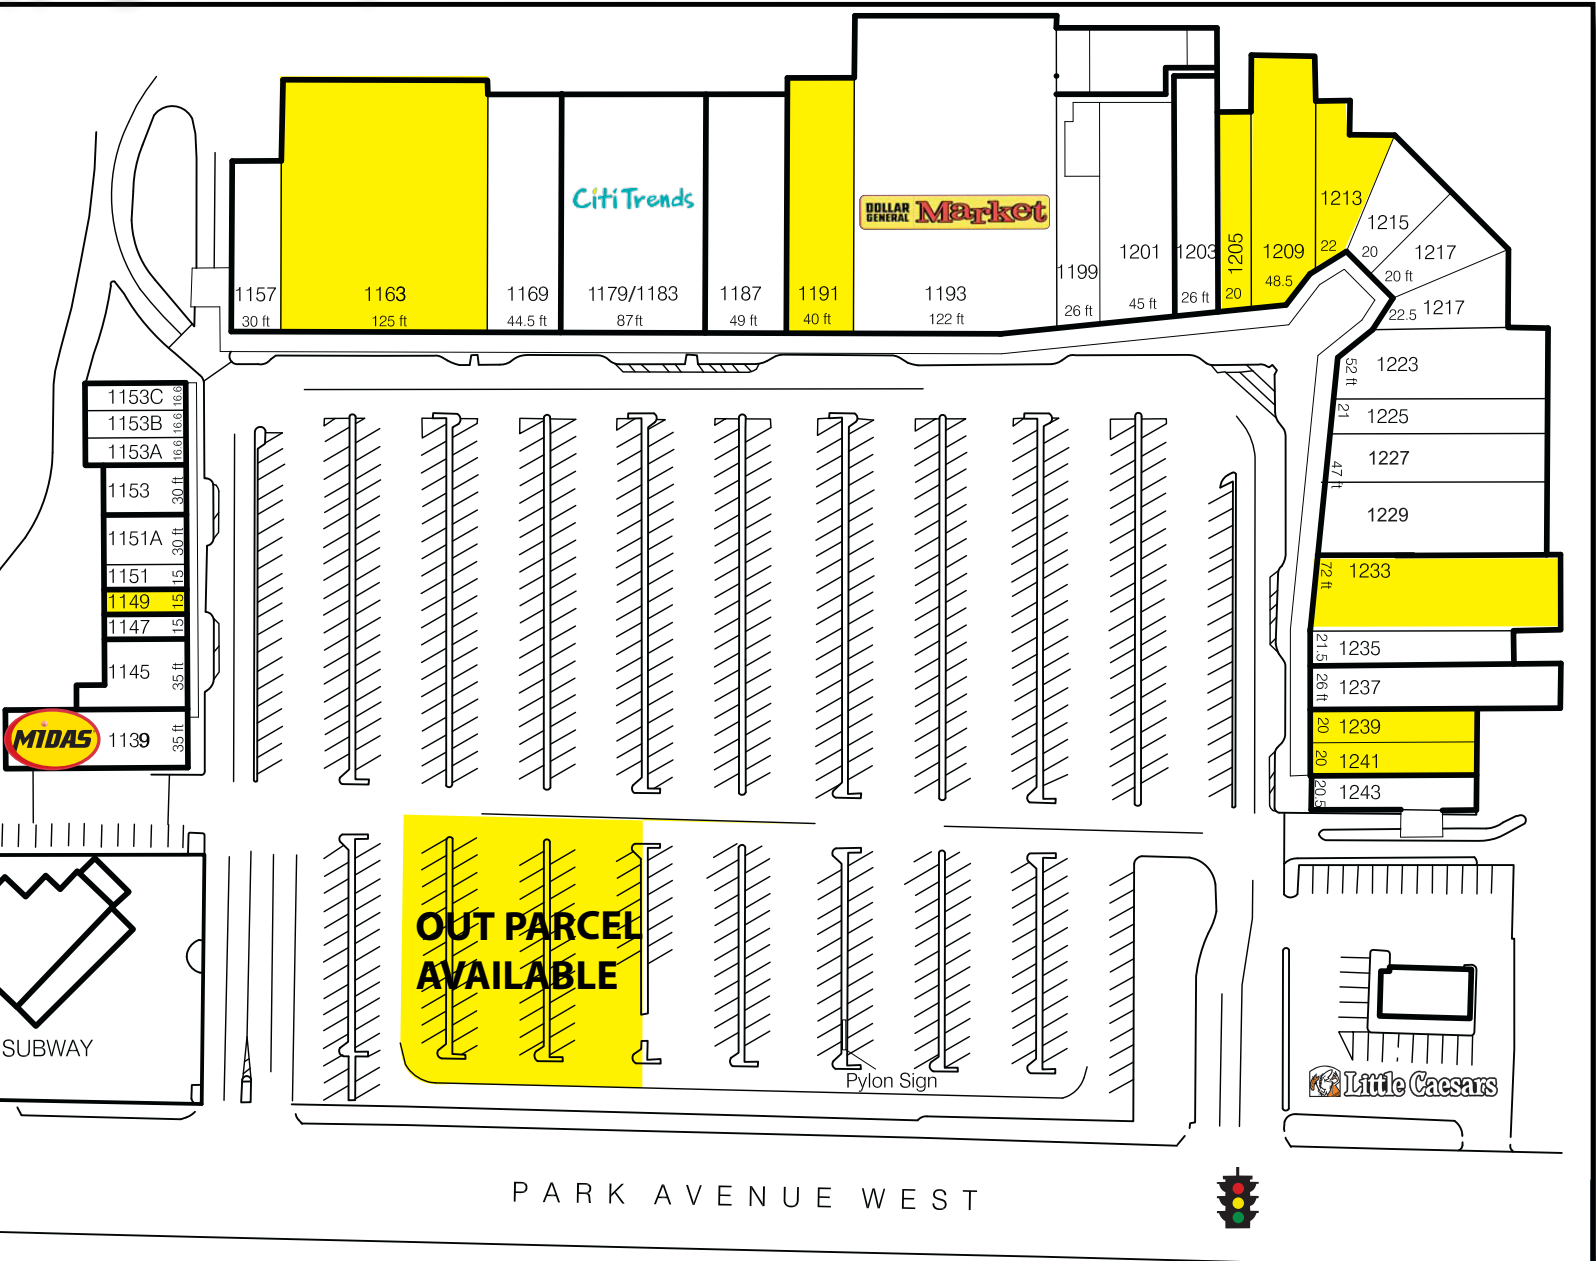 Citi Trends
DOLLAR
GENERAL
Market
1157
30 ft
1163
125 ft
1169
44.5 ft
1179/1183
87ft
1187
49 ft
1191
40 ft
1193
122 ft
1199
26 ft
1201
45 ft
1203
26 ft
1205
20
1209
48.5
1213
22
1215
20
1217
20 ft
1217
22.5
1223
52 ft
1225
21
1227
47 ft
1229
1233
72 ft
1235
21.5
1237
26 ft
1239
20
1241
20
1243
20.5
1153C
16.6
1153B
16.6
1153A
16.6
1153
30 ft
1151A
30 ft
1151
15
1149
15
1147
15
1145
35 ft
MIDAS
1139
35 ft
OUT PARCEL
AVAILABLE
SUBWAY
Pylon Sign
Little Caesars
PARK AVENUE WEST